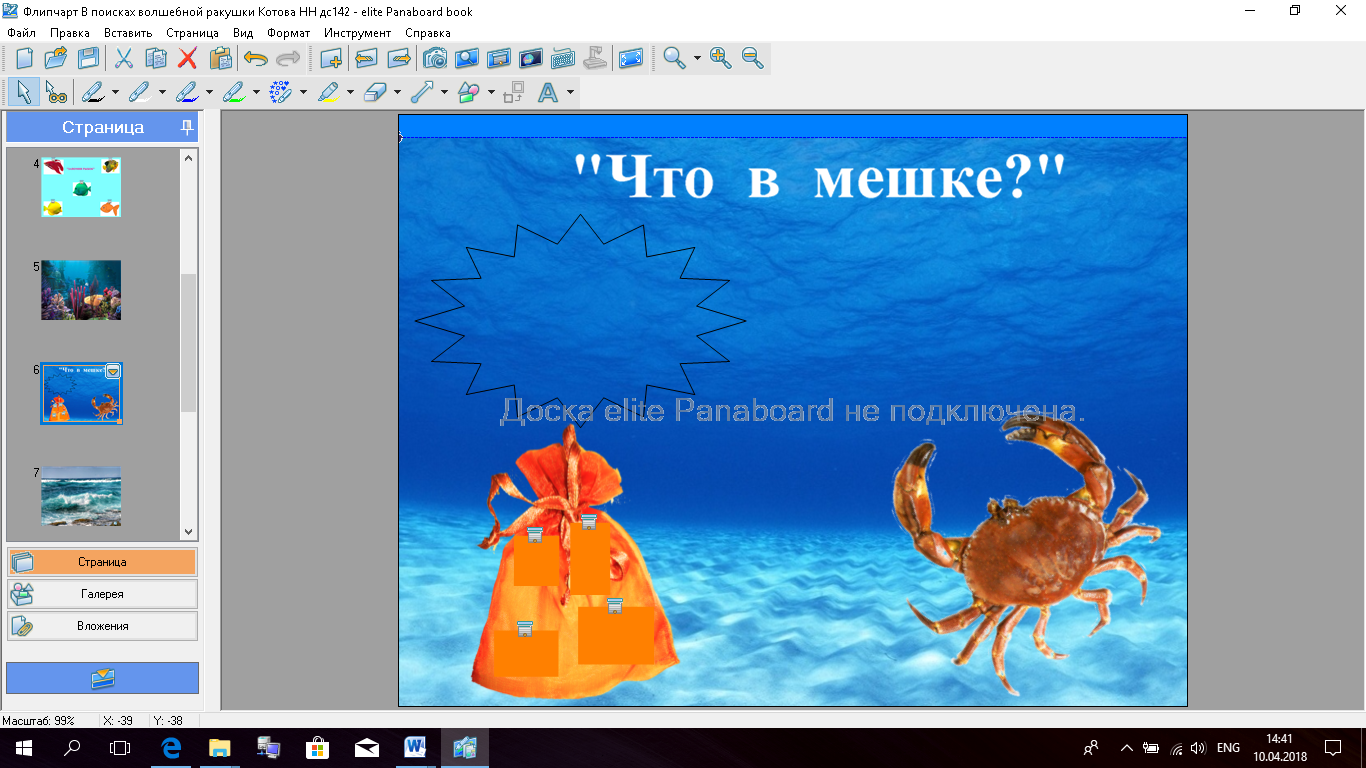 Флипчарт В поисках волшебной ракушки Котова НН дс142 - elite Panaboard book
Файл Правка Вставить Страница Вид Формат Инструмент Справка
Страница
4
5
6
"Что в мешке?"
7
Страница
Галерея
Вложения
"Что в мешке?"
Доска elite Panaboard не подключена.
Масштаб: 99% X: -39 Y: -38
ENG
14:41
10.04.2018